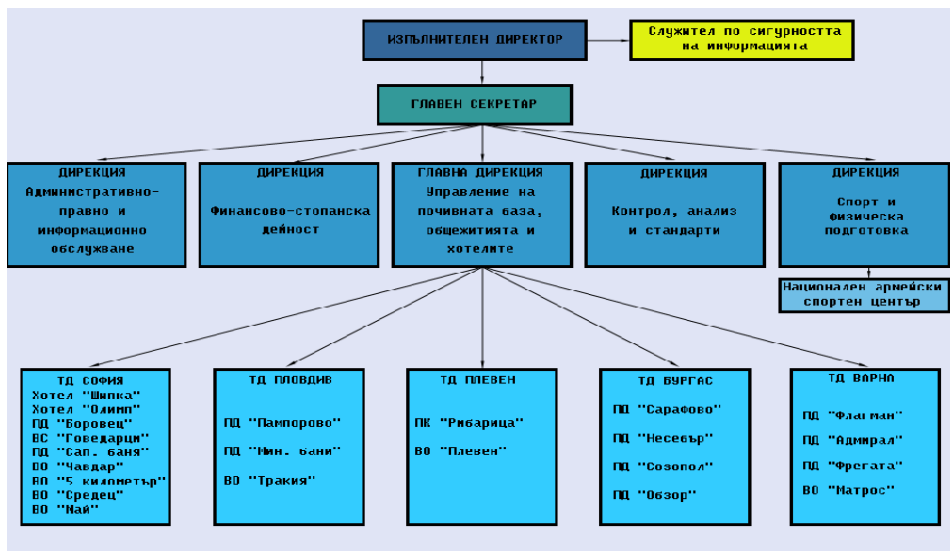 ИЗПЪЛНИТЕЛЕН ДИРЕКТОР
Служител по сигурността
на информацията
ГЛАВЕН СЕКРЕТАР
ДИРЕКЦИЯ
Административно-
правно и
информационно
обслужване
ДИРЕКЦИЯ
Финансово-стопанска
дейност
ГЛАВНА ДИРЕКЦИЯ
Управление на
почивната база,
общежитията и
хотелите
ДИРЕКЦИЯ
Контрол, анализ
и стандарти
ДИРЕКЦИЯ
Спорт и
физическа
подготовка
Национален армейски
спортен център
ТД СОФИЯ
Хотел "Шипка"
Хотел "Олимп"
ПД "Боровец"
ВС "Говедарци"
ПД "Сап. баня"
ВО "Чавдар"
ВО "5 километър"
ВО "Средец"
ВО "Най"
ТД ПЛОВДИВ
ПД "Пампорово"
ПД "Мин. бани"
ВО "Тракия"
ТД ПЛЕВЕН
ПК "Рибарица"
ВО "Плевен"
ТД БУРГАС
ПД "Сарафово"
ПД "Несебър"
ПД "Созопол"
ПД "Обзор"
ТД ВАРНА
ПД "Флагман"
ПД "Адмирал"
ПД "Фрегата"
ВО "Матрос"